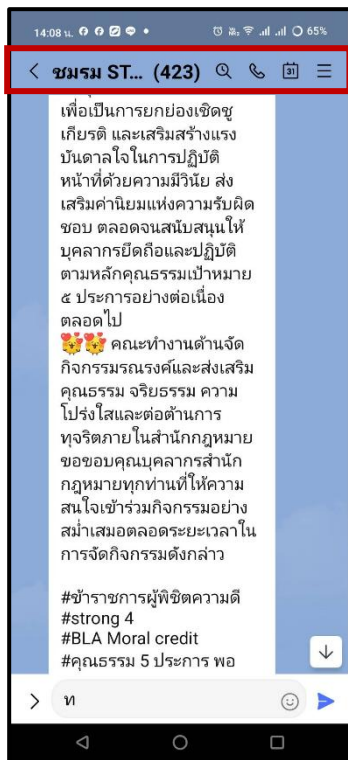 14:08 น. 65%
ชมรม ST... (423)
31
เพื่อเป็นการยกย่องเชิดชู
เกียรติ และเสริมสร้างแรง
บันดาลใจในการปฏิบัติ
หน้าที่ด้วยความมีวินัย ส่ง
เสริมค่านิยมแห่งความรับผิด
ชอบ ตลอดจนสนับสนุนให้
บุคลากรยึดถือและปฏิบัติ
ตามหลักคุณธรรมเป้าหมาย
๕ ประการอย่างต่อเนื่อง
ตลอดไป
คณะทำงานด้านจัด
กิจกรรมรณรงค์และส่งเสริม
คุณธรรม จริยธรรม ความ
โปร่งใสและต่อต้านการ
ทุจริตภายในสำนักกฎหมาย
ขอขอบคุณบุคลากรสำนัก
กฎหมายทุกท่านที่ให้ความ
สนใจเข้าร่วมกิจกรรมอย่าง
สม่ำเสมอตลอดระยะเวลาใน
การจัดกิจกรรมดังกล่าว
#ข้าราชการผู้พิชิตความดี
#strong 4
#BLA Moral credit
#คุณธรรม 5 ประการ พอ
ท